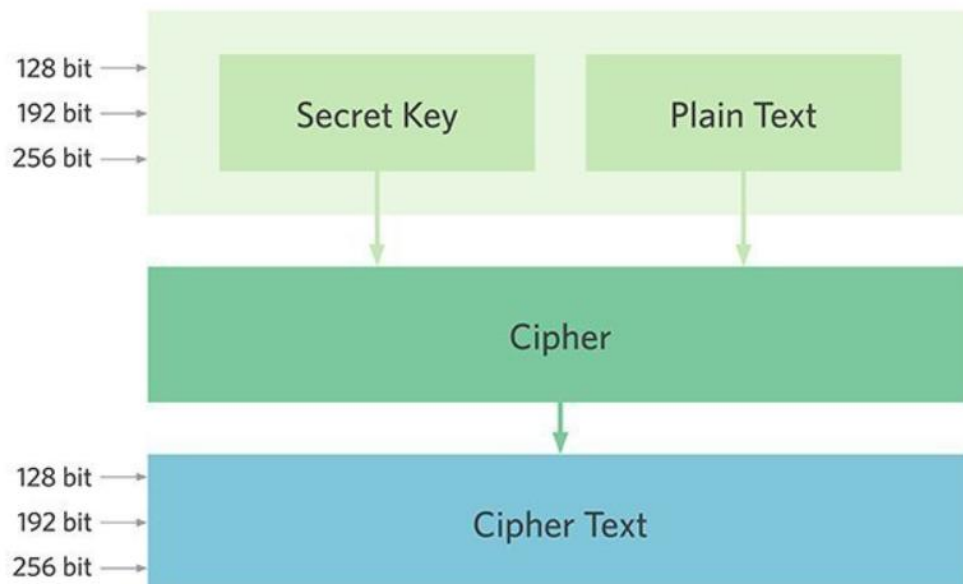 128 bit
192 bit
256 bit
Secret Key
Plain Text
Cipher
128 bit
192 bit
256 bit
Cipher Text